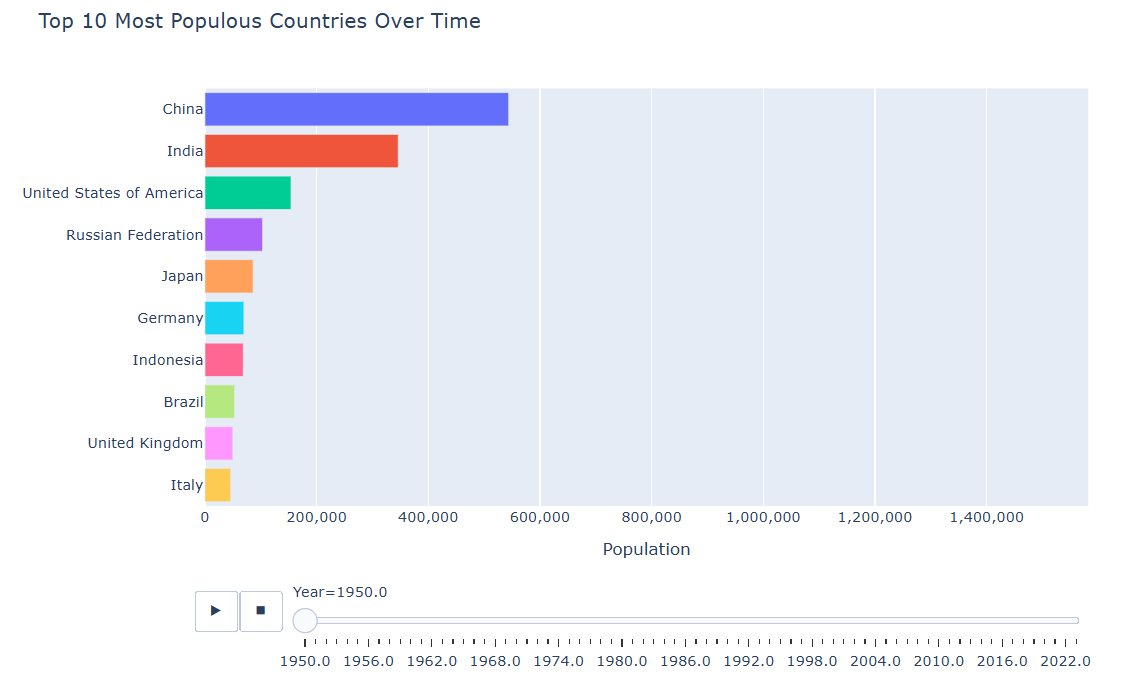 Top 10 Most Populous Countries Over Time
China
India
United States of America
Russian Federation
Japan
Germany
Indonesia
Brazil
United Kingdom
Italy
0 200,000 400,000 600,000 800,000 1,000,000 1,200,000 1,400,000
Population
Year=1950.0
1950.0 1956.0 1962.0 1968.0 1974.0 1980.0 1986.0 1992.0 1998.0 2004.0 2010.0 2016.0 2022.0